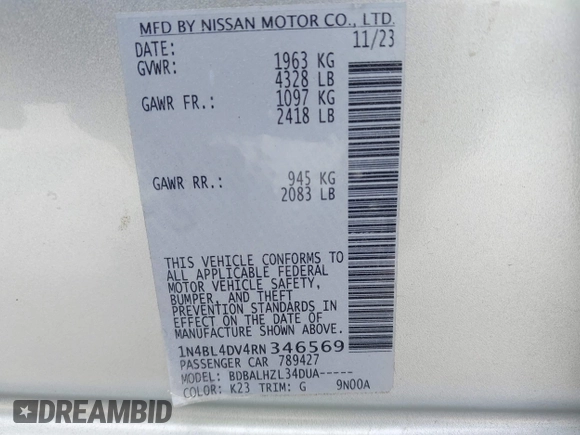 MFD BY NISSAN MOTOR CO., LTD.
DATE: 11/23
GVWR: 1963 KG
4328 LB
GAWR FR.: 1097 KG
2418 LB
GAWR RR.: 945 KG
2083 LB
THIS VEHICLE CONFORMS TO
ALL APPLICABLE FEDERAL
MOTOR VEHICLE SAFETY,
BUMPER, AND THEFT
PREVENTION STANDARDS IN
EFFECT ON THE DATE OF
MANUFACTURE SHOWN ABOVE.
1N4BL4DV4RN346569
PASSENGER CAR 789427
MODEL: BDBALHZL34DUA-----
COLOR: K23 TRIM: G 9N00A
DREAMBID